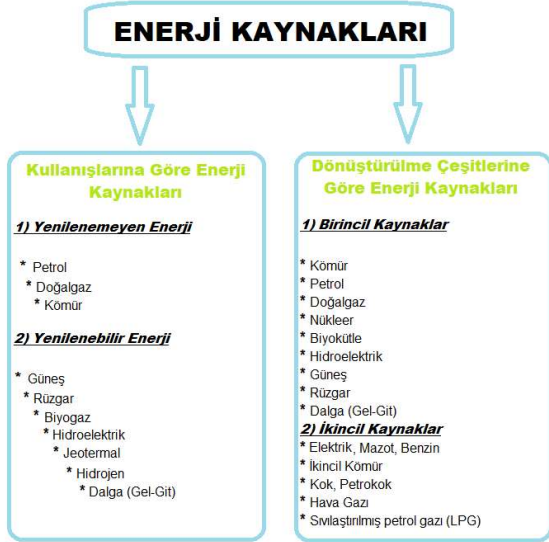 ENERJİ KAYNAKLARI
Kullanışlarına Göre Enerji
Kaynakları
1) Yenilenemeyen Enerji
* Petrol
* Doğalgaz
* Kömür
2) Yenilenebilir Enerji
* Güneş
* Rüzgar
* Biyogaz
* Hidroelektrik
* Jeotermal
* Hidrojen
* Dalga (Gel-Git)
Dönüştürülme Çeşitlerine
Göre Enerji Kaynakları
1) Birincil Kaynaklar
* Kömür
* Petrol
* Doğalgaz
* Nükleer
* Biyokütle
* Hidroelektrik
* Güneş
* Rüzgar
* Dalga (Gel-Git)
2) İkincil Kaynaklar
* Elektrik, Mazot, Benzin
* İkincil Kömür
* Kok, Petrokok
* Hava Gazı
* Sıvılaştırılmış petrol gazı (LPG)